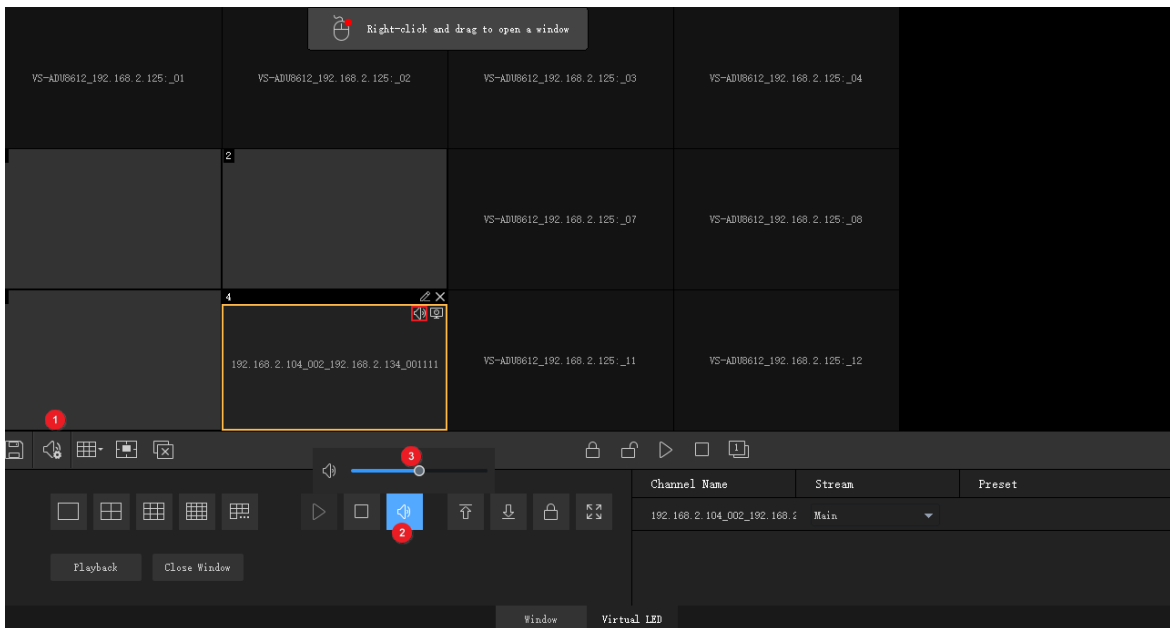 Right-click and drag to open a window
VS-ADU8612_192.168.2.125:_01
VS-ADU8612_192.168.2.125:_02
VS-ADU8612_192.168.2.125:_03
VS-ADU8612_192.168.2.125:_04
2
VS-ADU8612_192.168.2.125:_07
VS-ADU8612_192.168.2.125:_08
4
192.168.2.104_002_192.168.2.134_001111
VS-ADU8612_192.168.2.125:_11
VS-ADU8612_192.168.2.125:_12
1
1
3
Channel Name Stream Preset
192.168.2.104_002_192.168.2 Main
2
Playback Close Window
Window Virtual LED